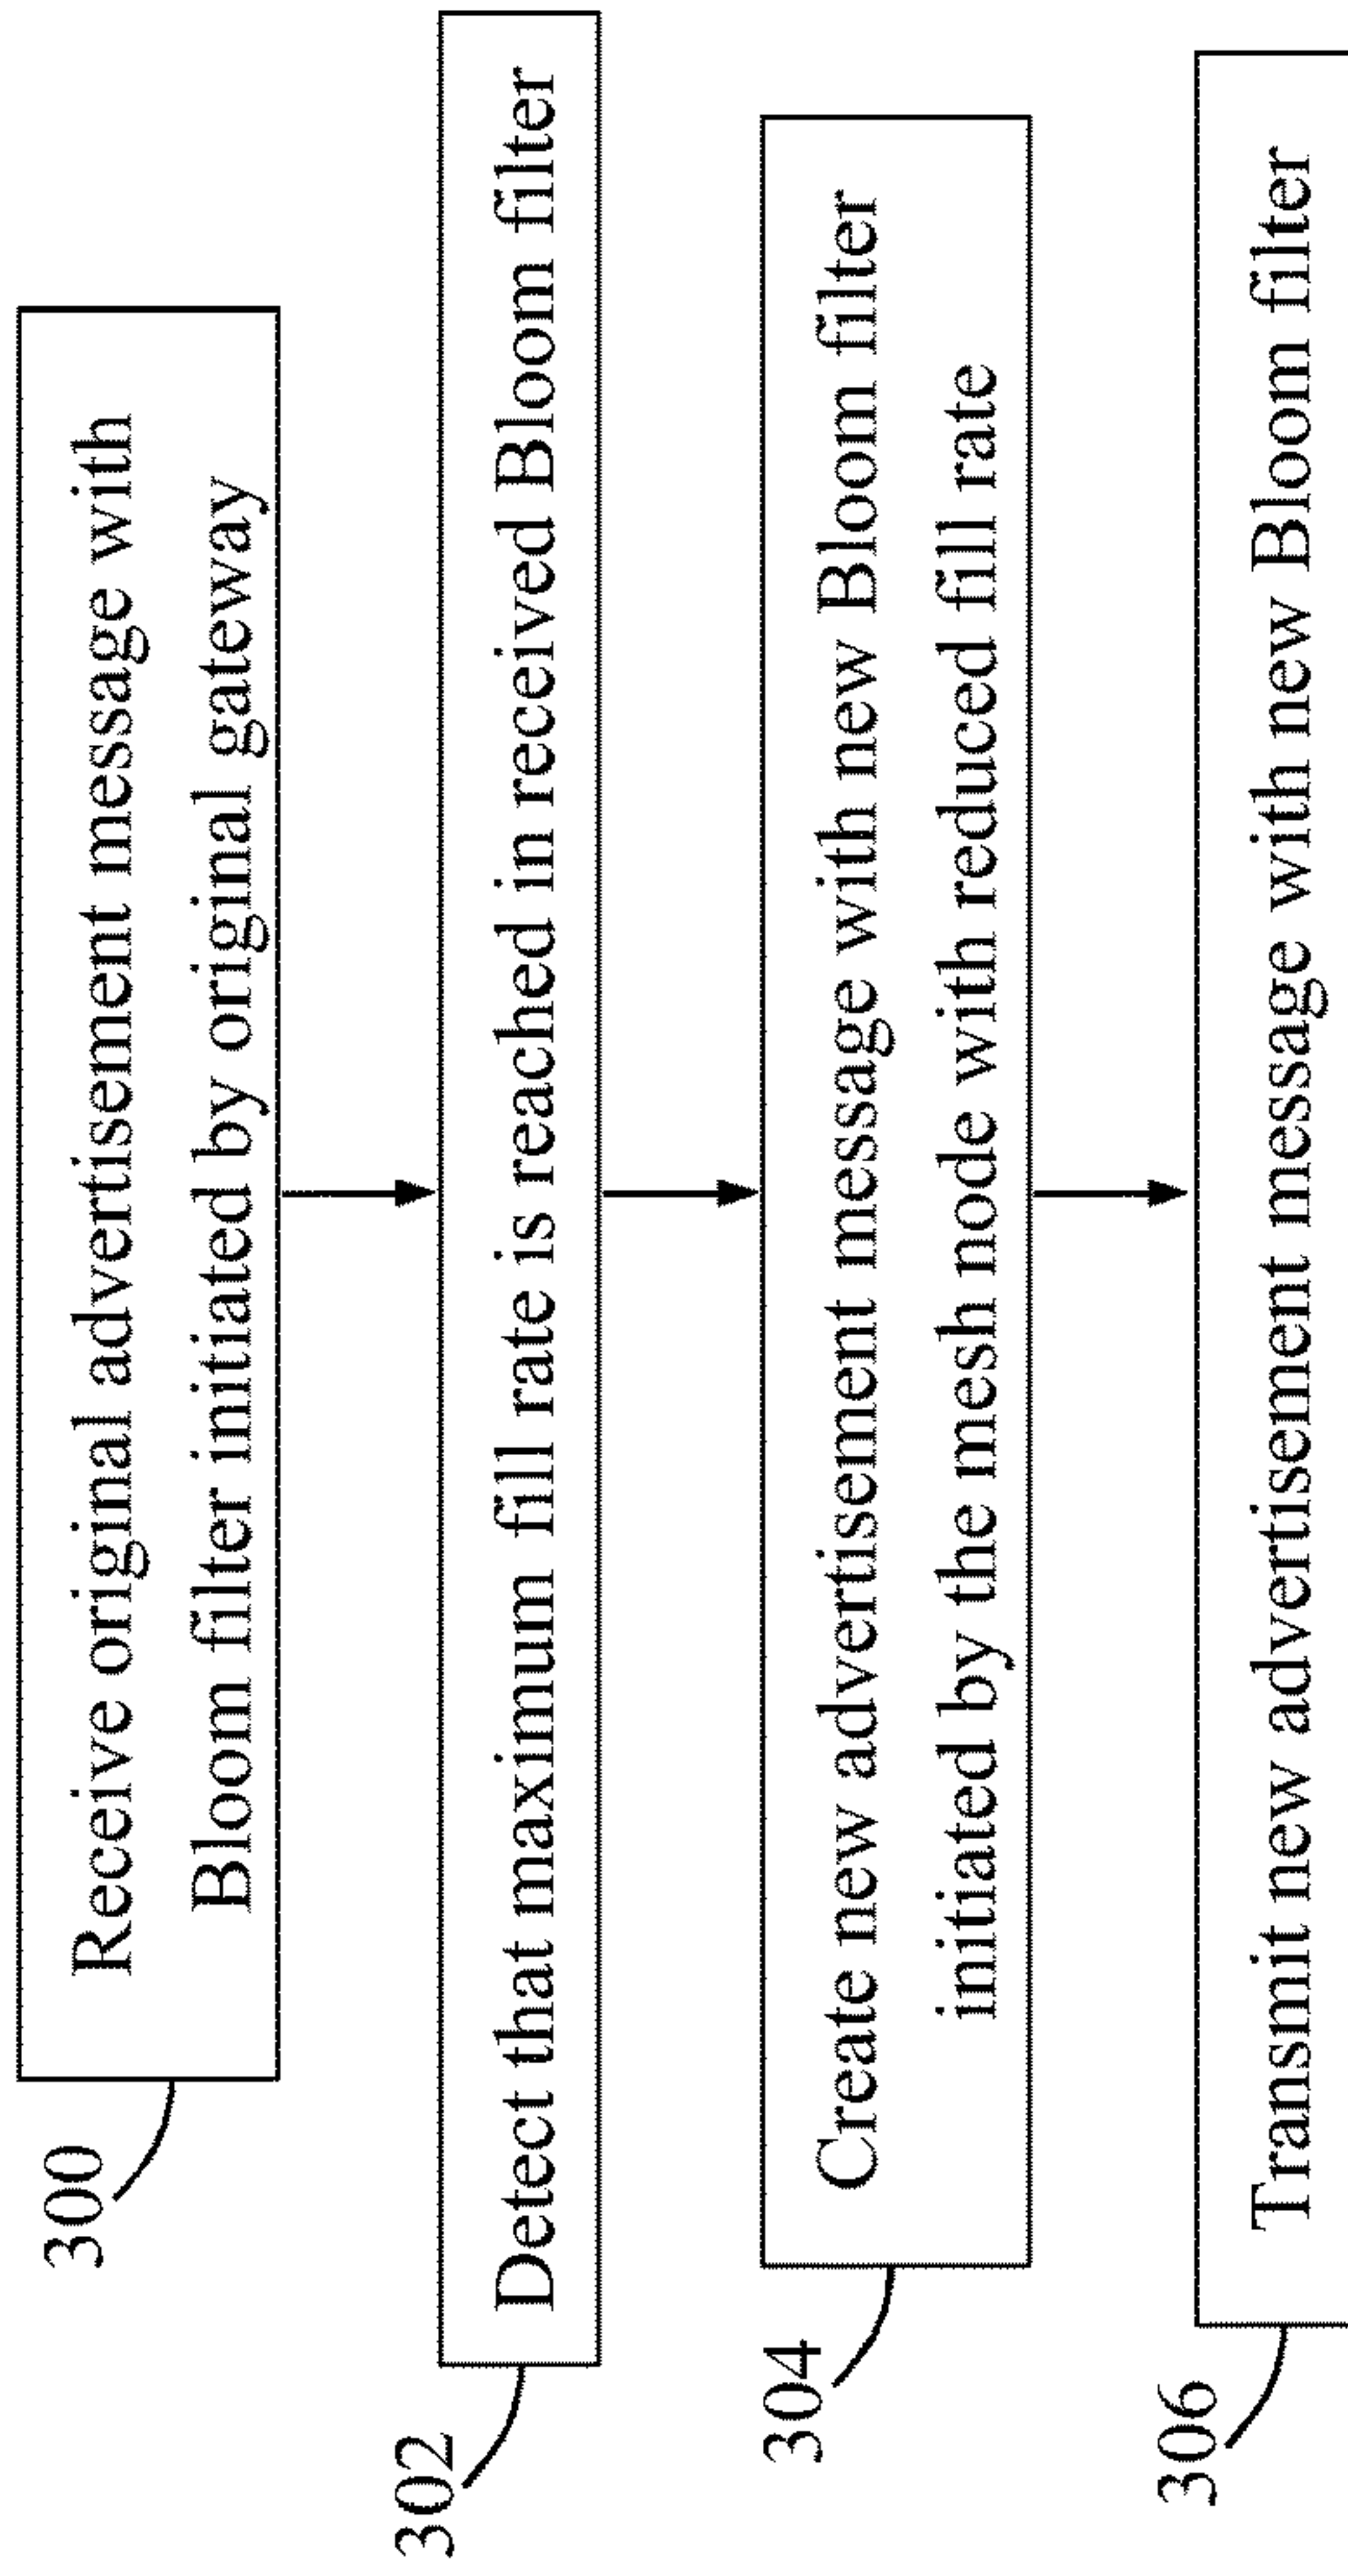 300
Receive original advertisement message with
Bloom filter initiated by original gateway
302
Detect that maximum fill rate is reached in received Bloom filter
304
Create new advertisement message with new Bloom filter
initiated by the mesh node with reduced fill rate
306
Transmit new advertisement message with new Bloom filter